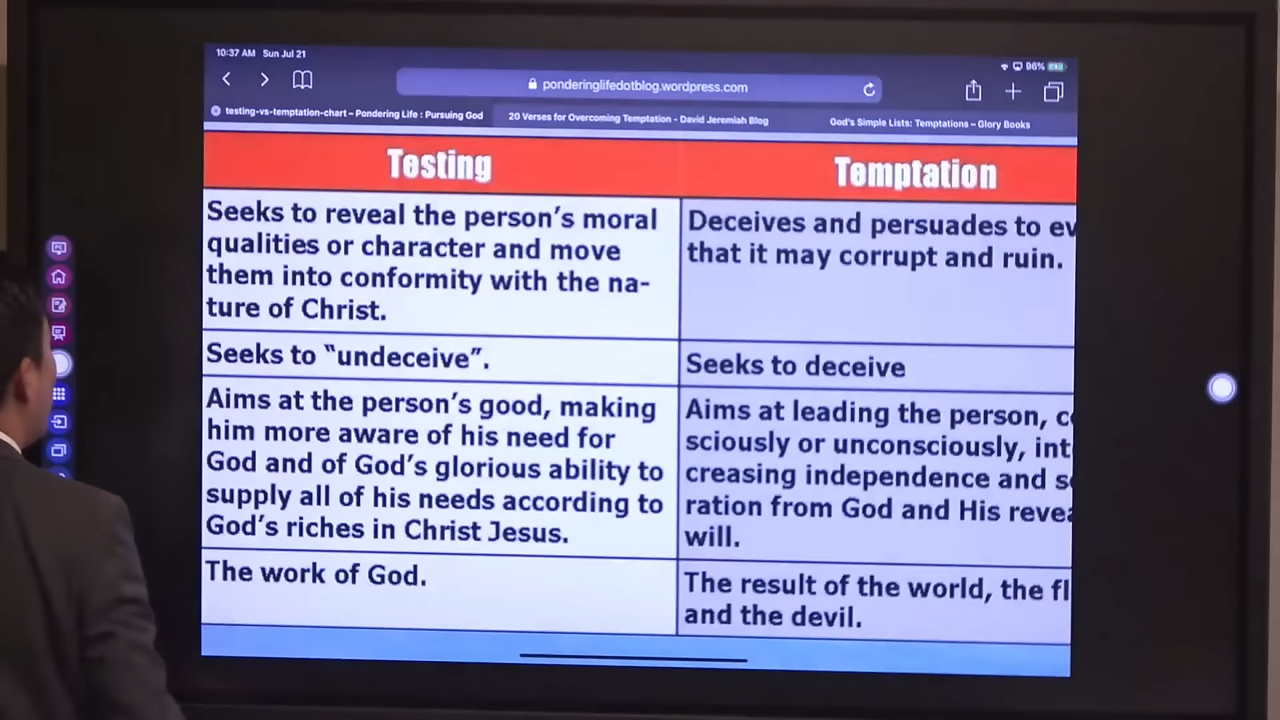 10:37 AM Sun Jul 21
96%
ponderinglifedotblog.wordpress.com
testing-vs-temptation-chart – Pondering Life : Pursuing God
20 Verses for Overcoming Temptation - David Jeremiah Blog
God's Simple Lists: Temptations – Glory Books
Testing
Temptation
Seeks to reveal the person's moral
qualities or character and move
them into conformity with the na-
ture of Christ.
Deceives and persuades to ev
that it may corrupt and ruin.
Seeks to "undeceive".
Seeks to deceive
Aims at the person's good, making
him more aware of his need for
God and of God's glorious ability to
supply all of his needs according to
God's riches in Christ Jesus.
Aims at leading the person, c
sciously or unconsciously, int
creasing independence and s
ration from God and His revea
will.
The work of God.
The result of the world, the fl
and the devil.